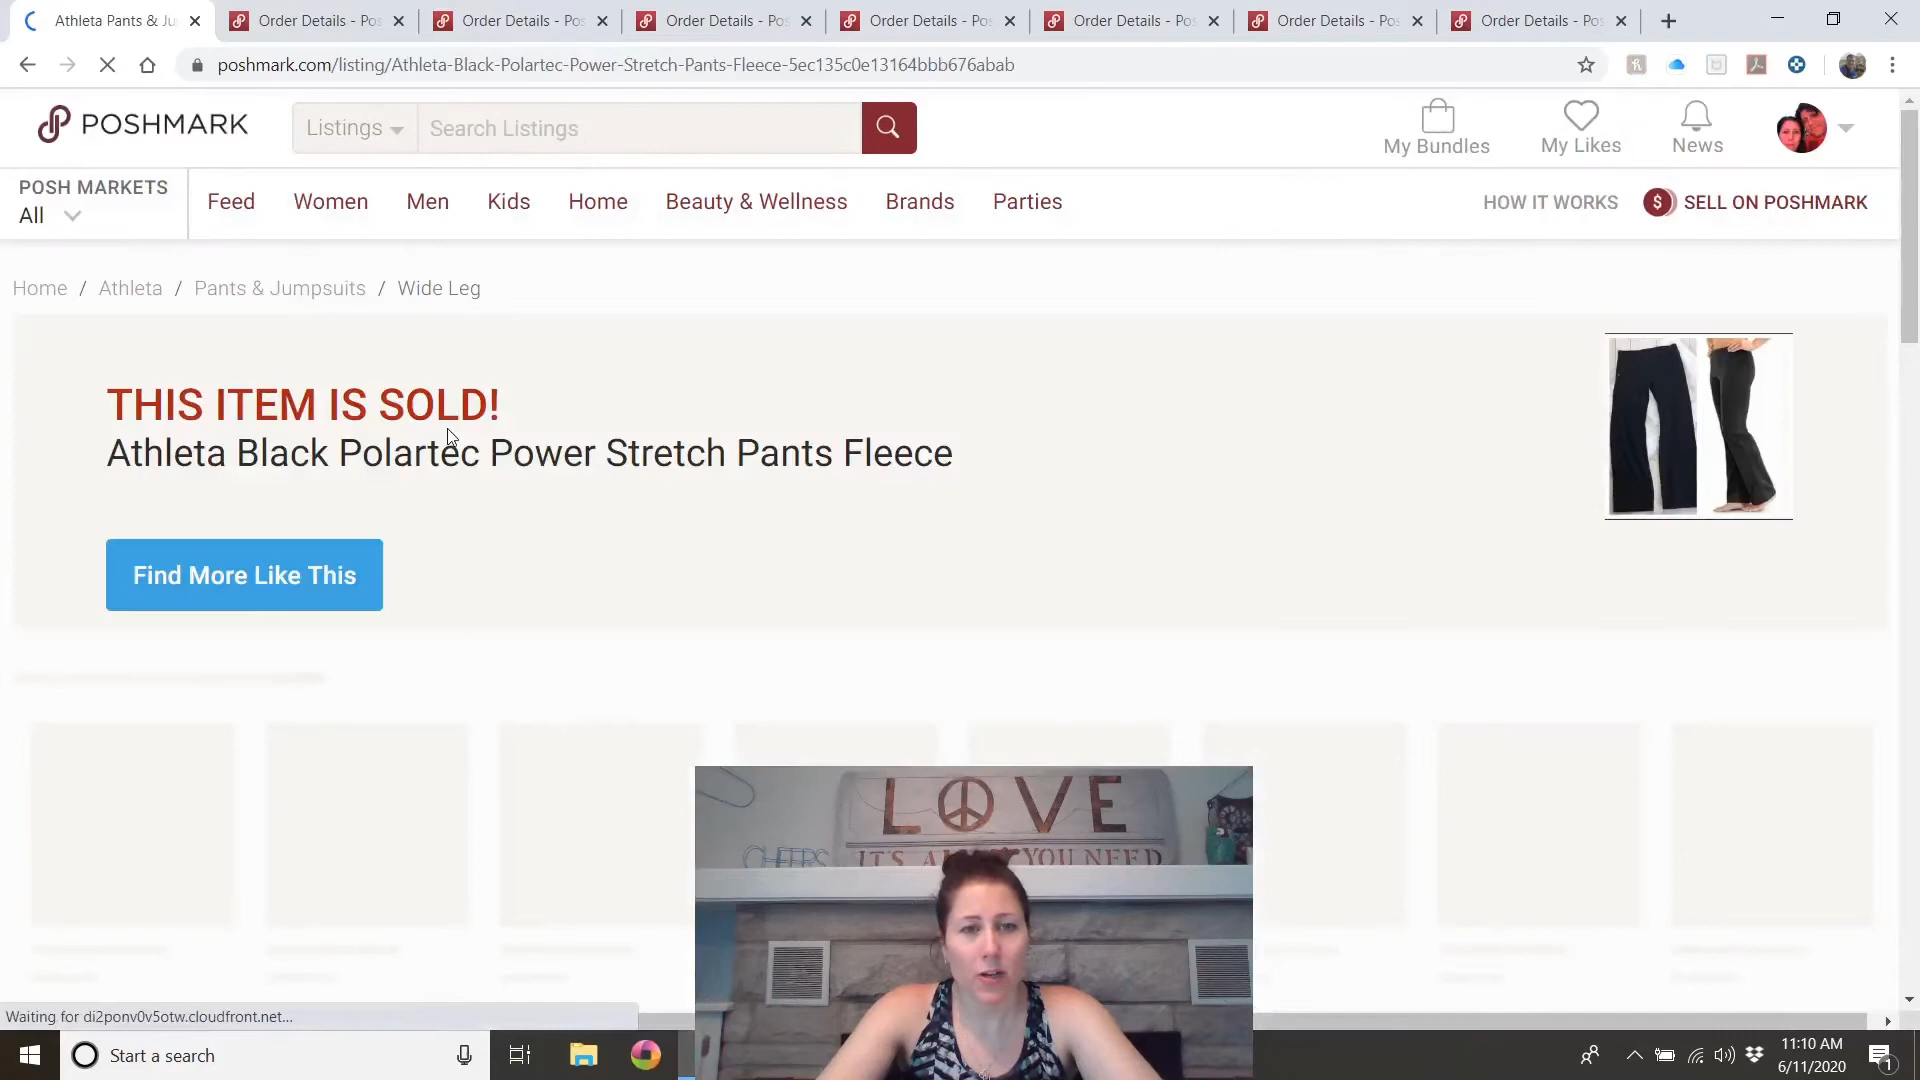 Athleta Pants & Ju
Order Details - Pos
Order Details - Pos
Order Details - Pos
Order Details - Pos
Order Details - Pos
Order Details - Pos
Order Details - Pos
poshmark.com/listing/Athleta-Black-Polartec-Power-Stretch-Pants-Fleece-5ec135c0e13164bbb676abab
POSHMARK
Listings
Search Listings
My Bundles
My Likes
News
POSH MARKETS
All
Feed
Women
Men
Kids
Home
Beauty & Wellness
Brands
Parties
HOW IT WORKS
$ SELL ON POSHMARK
Home / Athleta / Pants & Jumpsuits / Wide Leg
THIS ITEM IS SOLD!
Athleta Black Polartec Power Stretch Pants Fleece
Find More Like This
LOVE
CHEERS
IT'S ALL YOU NEED
Waiting for di2ponv0v5otw.cloudfront.net...
Start a search
11:10 AM
6/11/2020
1